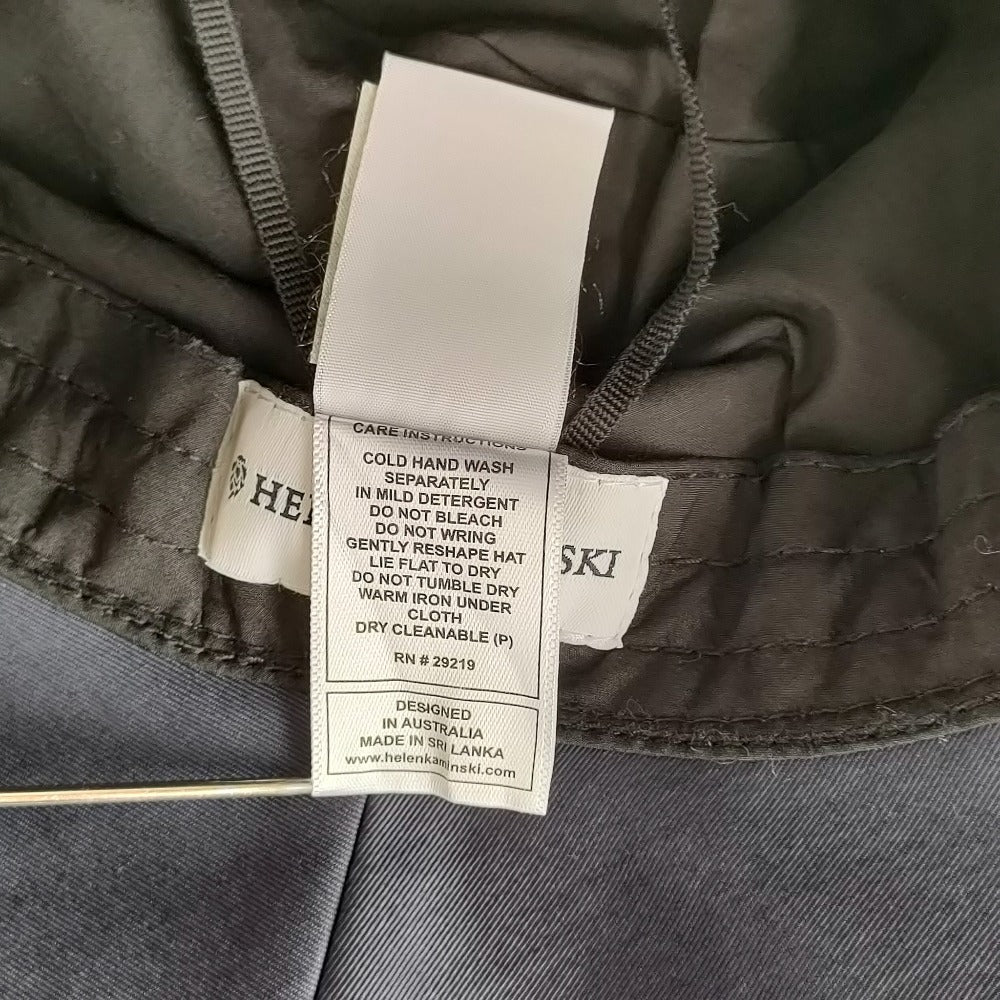 CARE INSTRUCTIONS
COLD HAND WASH
SEPARATELY
IN MILD DETERGENT
DO NOT BLEACH
DO NOT WRING
GENTLY RESHAPE HAT
LIE FLAT TO DRY
DO NOT TUMBLE DRY
WARM IRON UNDER
CLOTH
DRY CLEANABLE (P)
RN # 29219
DESIGNED
IN AUSTRALIA
MADE IN SRI LANKA
www.helenkaminski.com
HEL
SKI